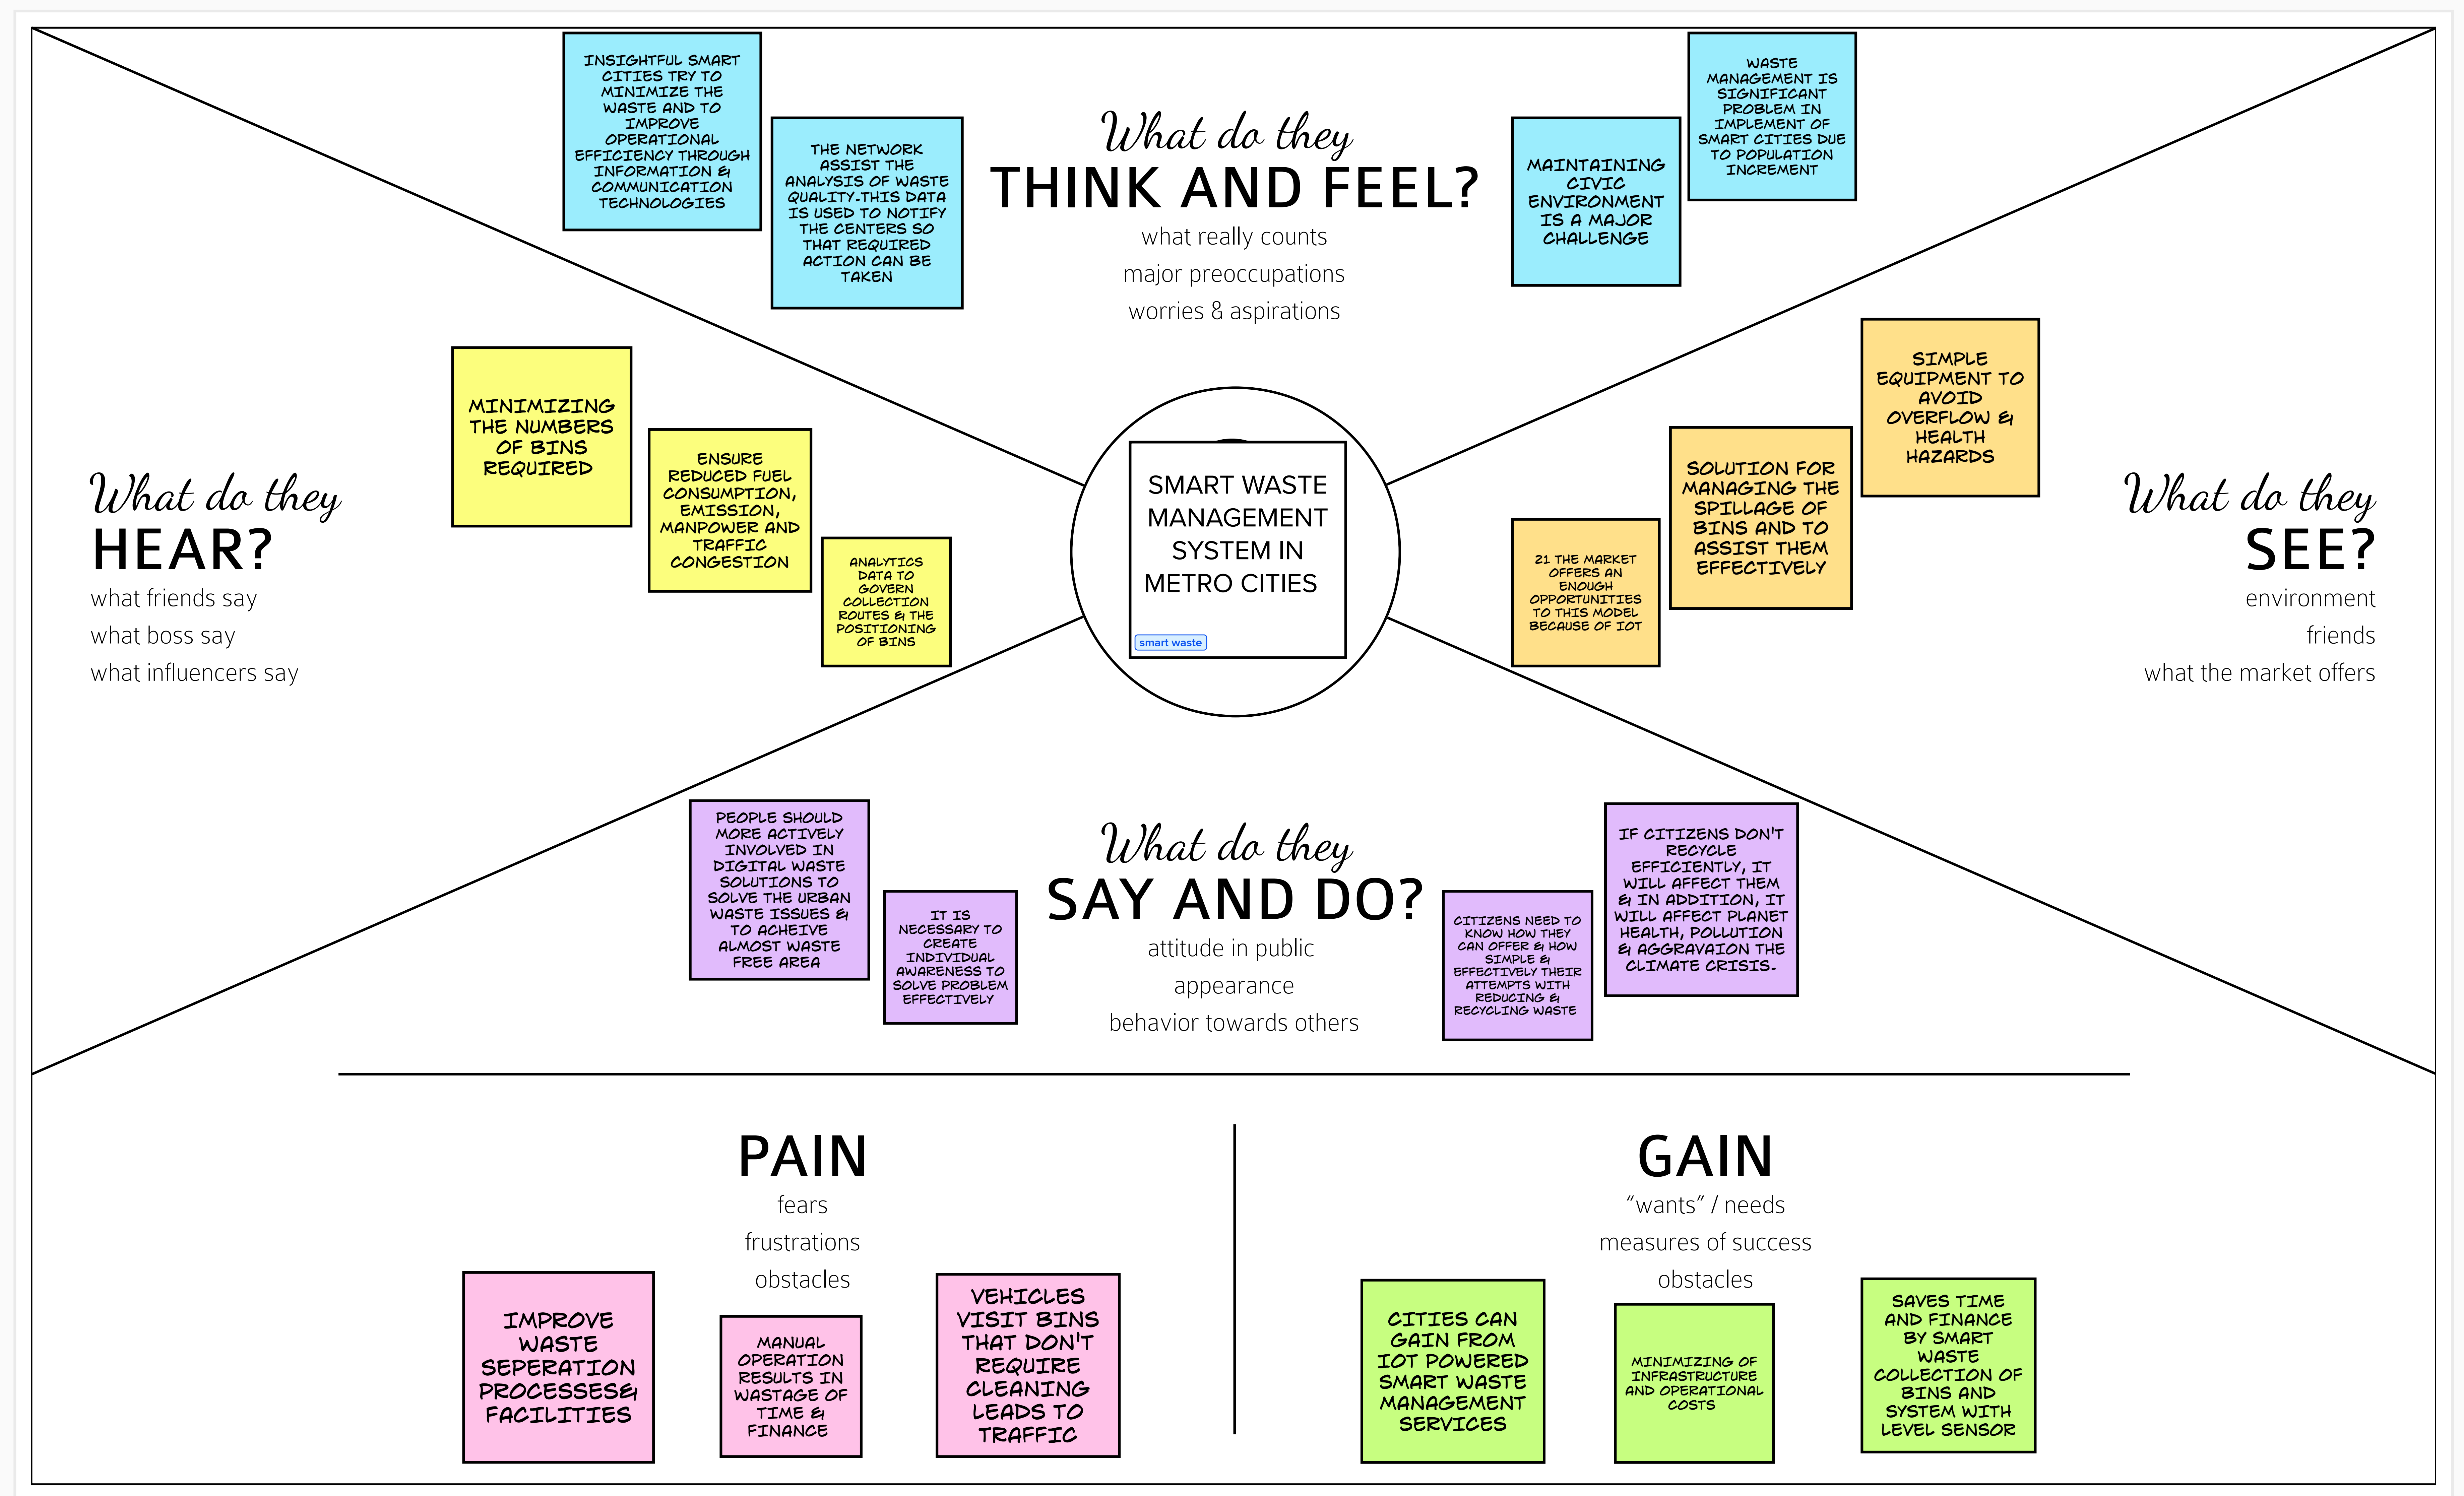 INSIGHTFUL SMART
CITIES TRY TO
MINIMIZE THE
WASTE AND TO
IMPROVE
OPERATIONAL
EFFICIENCY THROUGH
INFORMATION &
COMMUNICATION
TECHNOLOGIES
THE NETWORK
ASSIST THE
ANALYSIS OF WASTE
QUALITY.THIS DATA
IS USED TO NOTIFY
THE CENTERS SO
THAT REQUIRED
ACTION CAN BE
TAKEN
What do they
THINK AND FEEL?
what really counts
major preoccupations
worries & aspirations
MAINTAINING
CIVIC
ENVIRONMENT
IS A MAJOR
CHALLENGE
WASTE
MANAGEMENT IS
SIGNIFICANT
PROBLEM IN
IMPLEMENT OF
SMART CITIES DUE
TO POPULATION
INCREMENT
What do they
HEAR?
what friends say
what boss say
what influencers say
MINIMIZING
THE NUMBERS
OF BINS
REQUIRED
ENSURE
REDUCED FUEL
CONSUMPTION,
EMISSION,
MANPOWER AND
TRAFFIC
CONGESTION
ANALYTICS
DATA TO
GOVERN
COLLECTION
ROUTES & THE
POSITIONING
OF BINS
SMART WASTE
MANAGEMENT
SYSTEM IN
METRO CITIES
smart waste
21 THE MARKET
OFFERS AN
ENOUGH
OPPORTUNITIES
TO THIS MODEL
BECAUSE OF IOT
SOLUTION FOR
MANAGING THE
SPILLAGE OF
BINS AND TO
ASSIST THEM
EFFECTIVELY
SIMPLE
EQUIPMENT TO
AVOID
OVERFLOW &
HEALTH
HAZARDS
What do they
SEE?
environment
friends
what the market offers
PEOPLE SHOULD
MORE ACTIVELY
INVOLVED IN
DIGITAL WASTE
SOLUTIONS TO
SOLVE THE URBAN
WASTE ISSUES &
TO ACHEIVE
ALMOST WASTE
FREE AREA
IT IS
NECESSARY TO
CREATE
INDIVIDUAL
AWARENESS TO
SOLVE PROBLEM
EFFECTIVELY
What do they
SAY AND DO?
attitude in public
appearance
behavior towards others
CITIZENS NEED TO
KNOW HOW THEY
CAN OFFER & HOW
SIMPLE &
EFFECTIVELY THEIR
ATTEMPTS WITH
REDUCING &
RECYCLING WASTE
IF CITIZENS DON'T
RECYCLE
EFFICIENTLY, IT
WILL AFFECT THEM
& IN ADDITION, IT
WILL AFFECT PLANET
HEALTH, POLLUTION
& AGGRAVAION THE
CLIMATE CRISIS.
PAIN
fears
frustrations
obstacles
IMPROVE
WASTE
SEPERATION
PROCESSES&
FACILITIES
MANUAL
OPERATION
RESULTS IN
WASTAGE OF
TIME &
FINANCE
VEHICLES
VISIT BINS
THAT DON'T
REQUIRE
CLEANING
LEADS TO
TRAFFIC
GAIN
“wants” / needs
measures of success
obstacles
CITIES CAN
GAIN FROM
IOT POWERED
SMART WASTE
MANAGEMENT
SERVICES
MINIMIZING OF
INFRASTRUCTURE
AND OPERATIONAL
COSTS
SAVES TIME
AND FINANCE
BY SMART
WASTE
COLLECTION OF
BINS AND
SYSTEM WITH
LEVEL SENSOR